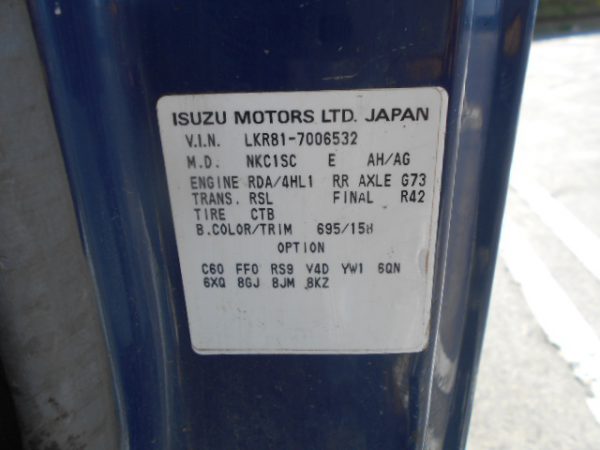 ISUZU MOTORS LTD. JAPAN
V.I.N. LKR81-7006532
M.D. NKC1SC E AH/AG
ENGINE RDA/4HL1 RR AXLE G73
TRANS. RSL FINAL R42
TIRE CTB
B.COLOR/TRIM 695/15H
OPTION
C60 FF0 RS9 V4D YW1 6QN
6XQ 8GJ 8JM 8KZ